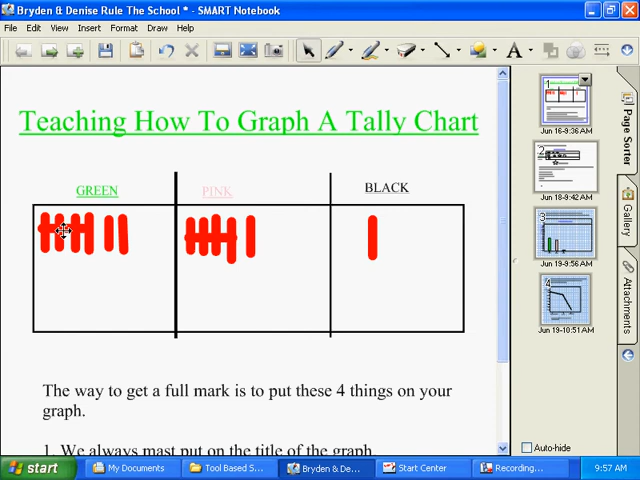 Bryden & Denise Rule The School * - SMART Notebook
File Edit View Insert Format Draw Help
Teaching How To Graph A Tally Chart
GREEN PINK BLACK
The way to get a full mark is to put these 4 things on your
graph.
1. We always mast put on the title of the graph
1
Jun 16-9:36 AM
2
Jun 18-9:42 AM
3
Jun 19-9:56 AM
4
Jun 19-10:51 AM
Page Sorter
Gallery
Attachments
Auto-hide
start My Documents Tool Based S... Bryden & De... Start Center Recording... 9:57 AM